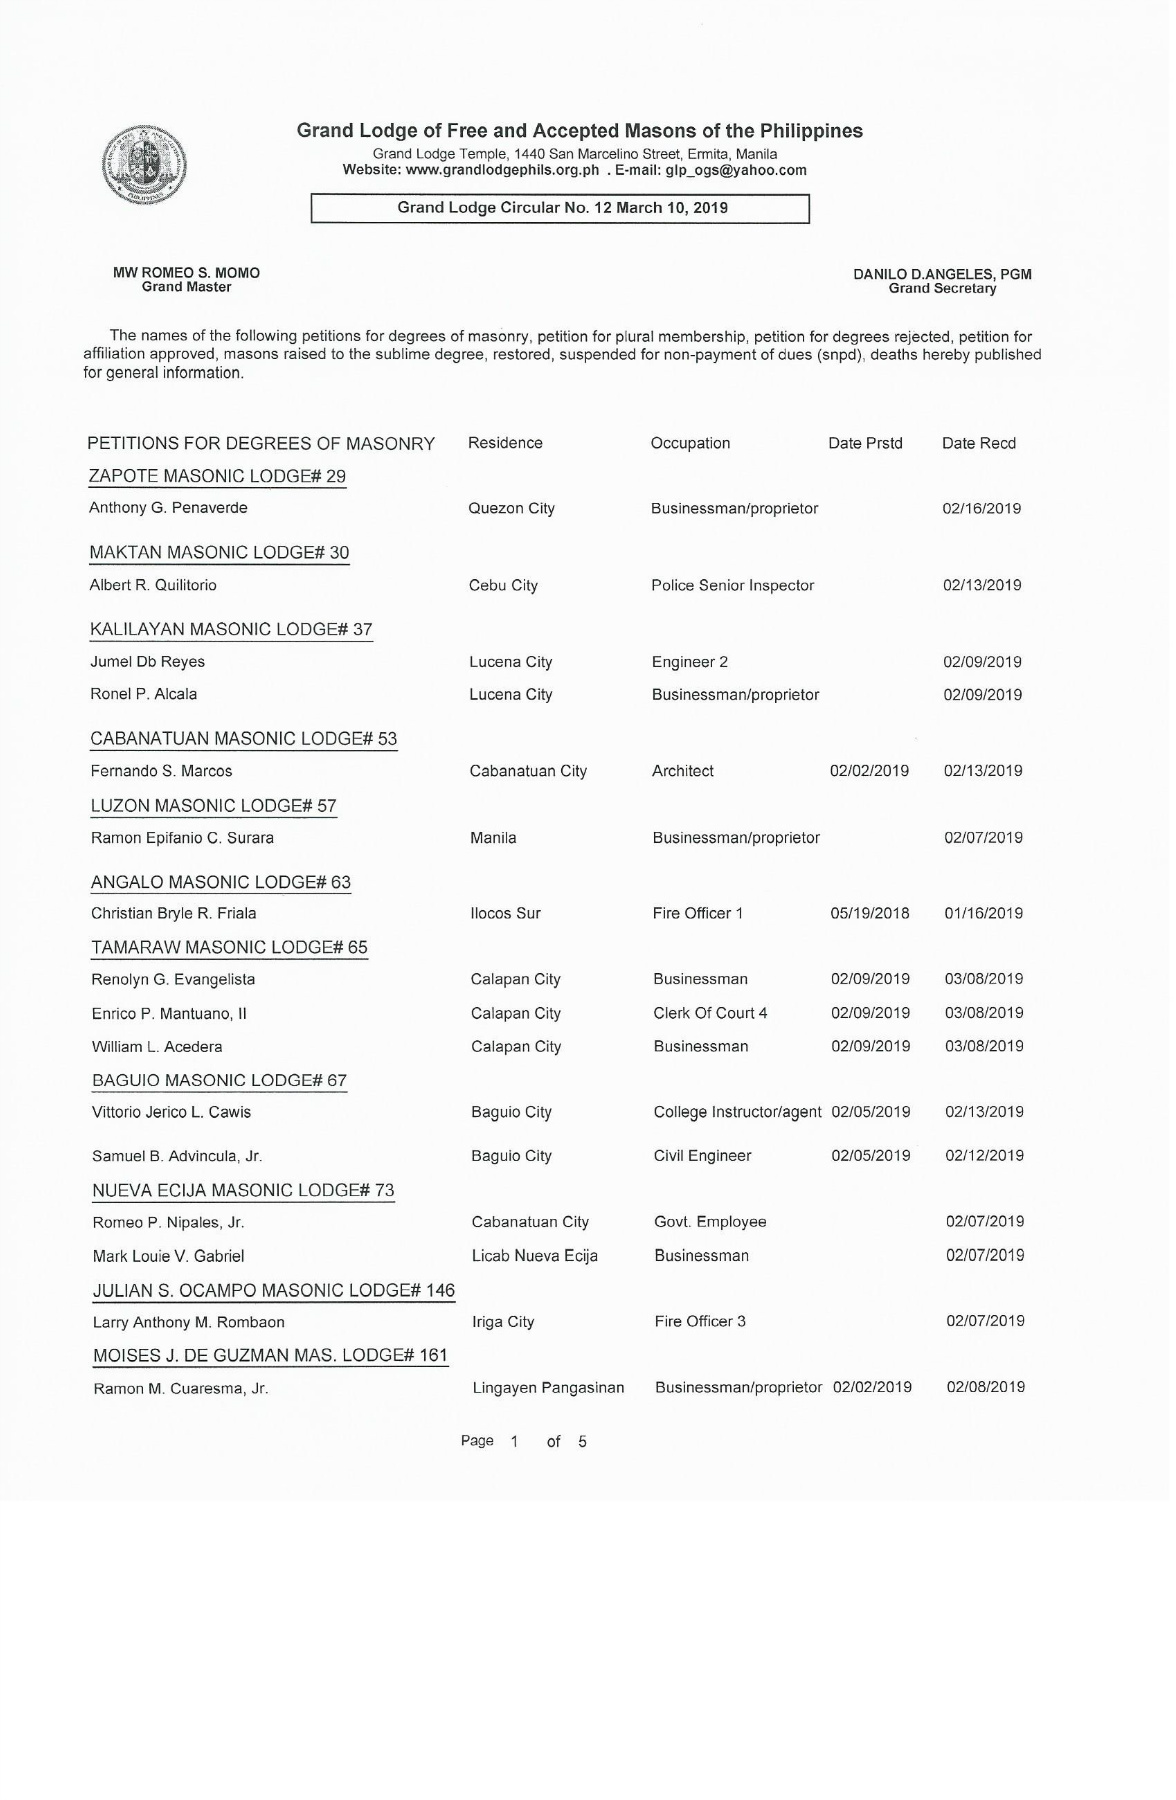 Grand Lodge of Free and Accepted Masons of the Philippines
Grand Lodge Temple, 1440 San Marcelino Street, Ermita, Manila
Website: www.grandlodgephils.org.ph . E-mail: glp_ogs@yahoo.com
Grand Lodge Circular No. 12 March 10, 2019
PHILIPPINES
MW ROMEO S. MOMO DANILO D.ANGELES, PGM
Grand Master Grand Secretary
The names of the following petitions for degrees of masonry, petition for plural membership, petition for degrees rejected, petition for
affiliation approved, masons raised to the sublime degree, restored, suspended for non-payment of dues (snpd), deaths hereby published
for general information.
PETITIONS FOR DEGREES OF MASONRY Residence Occupation Date Prstd Date Recd
ZAPOTE MASONIC LODGE# 29
Anthony G. Penaverde Quezon City Businessman/proprietor 02/16/2019
MAKTAN MASONIC LODGE# 30
Albert R. Quilitorio Cebu City Police Senior Inspector 02/13/2019
KALILAYAN MASONIC LODGE# 37
Jumel Db Reyes Lucena City Engineer 2 02/09/2019
Ronel P. Alcala Lucena City Businessman/proprietor 02/09/2019
CABANATUAN MASONIC LODGE# 53
Fernando S. Marcos Cabanatuan City Architect 02/02/2019 02/13/2019
LUZON MASONIC LODGE# 57
Ramon Epifanio C. Surara Manila Businessman/proprietor 02/07/2019
ANGALO MASONIC LODGE# 63
Christian Bryle R. Friala Ilocos Sur Fire Officer 1 05/19/2018 01/16/2019
TAMARAW MASONIC LODGE# 65
Renolyn G. Evangelista Calapan City Businessman 02/09/2019 03/08/2019
Enrico P. Mantuano, II Calapan City Clerk Of Court 4 02/09/2019 03/08/2019
William L. Acedera Calapan City Businessman 02/09/2019 03/08/2019
BAGUIO MASONIC LODGE# 67
Vittorio Jerico L. Cawis Baguio City College Instructor/agent 02/05/2019 02/13/2019
Samuel B. Advincula, Jr. Baguio City Civil Engineer 02/05/2019 02/12/2019
NUEVA ECIJA MASONIC LODGE# 73
Romeo P. Nipales, Jr. Cabanatuan City Govt. Employee 02/07/2019
Mark Louie V. Gabriel Licab Nueva Ecija Businessman 02/07/2019
JULIAN S. OCAMPO MASONIC LODGE# 146
Larry Anthony M. Rombaon Iriga City Fire Officer 3 02/07/2019
MOISES J. DE GUZMAN MAS. LODGE# 161
Ramon M. Cuaresma, Jr. Lingayen Pangasinan Businessman/proprietor 02/02/2019 02/08/2019
Page 1 of 5